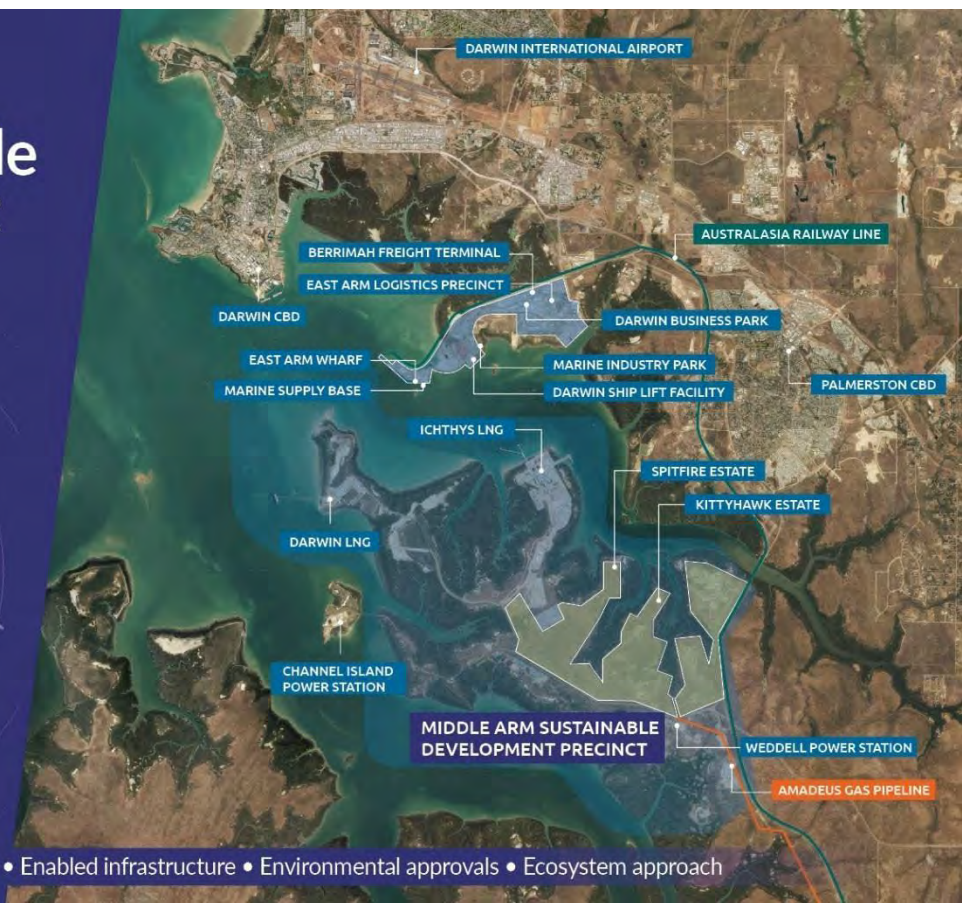 le
DARWIN INTERNATIONAL AIRPORT
AUSTRALASIA RAILWAY LINE
BERRIMAH FREIGHT TERMINAL
EAST ARM LOGISTICS PRECINCT
DARWIN CBD
DARWIN BUSINESS PARK
EAST ARM WHARF
MARINE INDUSTRY PARK
MARINE SUPPLY BASE
DARWIN SHIP LIFT FACILITY
PALMERSTON CBD
ICHTHYS LNG
SPITFIRE ESTATE
KITTYHAWK ESTATE
DARWIN LNG
CHANNEL ISLAND
POWER STATION
MIDDLE ARM SUSTAINABLE
DEVELOPMENT PRECINCT
WEDDELL POWER STATION
AMADEUS GAS PIPELINE
• Enabled infrastructure • Environmental approvals • Ecosystem approach